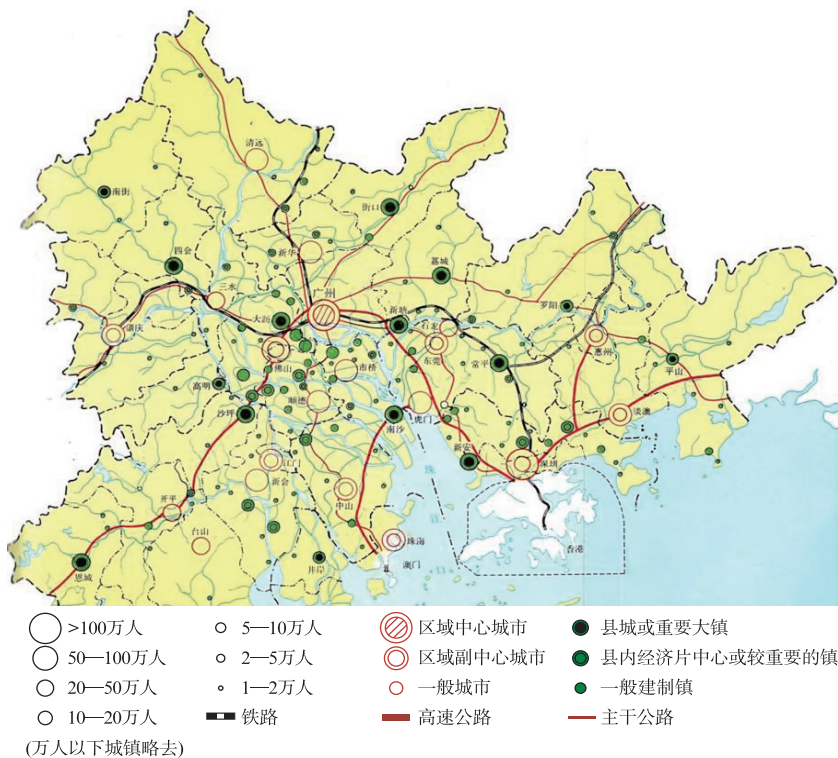 清远
南街
街口
四会
新华
荔城
三水
广州
罗阳
大沥
新塘
石龙
肇庆
惠州
佛山
东莞
常平
平山
市桥
高明
顺德
虎门
淡澳
沙坪
南沙
新安
深圳
江门
新会
中山
开平
台山
珠海
香港
恩城
井岸
澳门
>100万人
5—10万人
区域中心城市
县城或重要大镇
50—100万人
2—5万人
区域副中心城市
县内经济片中心或较重要的镇
20—50万人
1—2万人
一般城市
一般建制镇
10—20万人
铁路
高速公路
主干公路
(万人以下城镇略去)